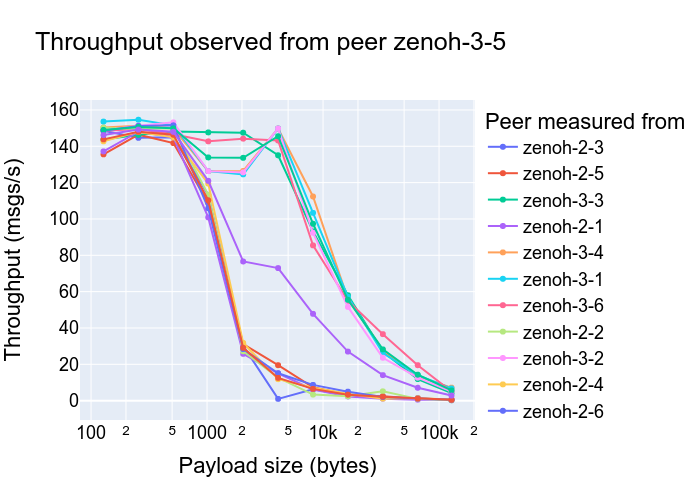 Throughput observed from peer zenoh-3-5
Peer measured from
zenoh-2-3
zenoh-2-5
zenoh-3-3
zenoh-2-1
zenoh-3-4
zenoh-3-1
zenoh-3-6
zenoh-2-2
zenoh-3-2
zenoh-2-4
zenoh-2-6
Throughput (msgs/s)
160
140
120
100
80
60
40
20
0
100 2 5 1000 2 5 10k 2 5 100k 2
Payload size (bytes)